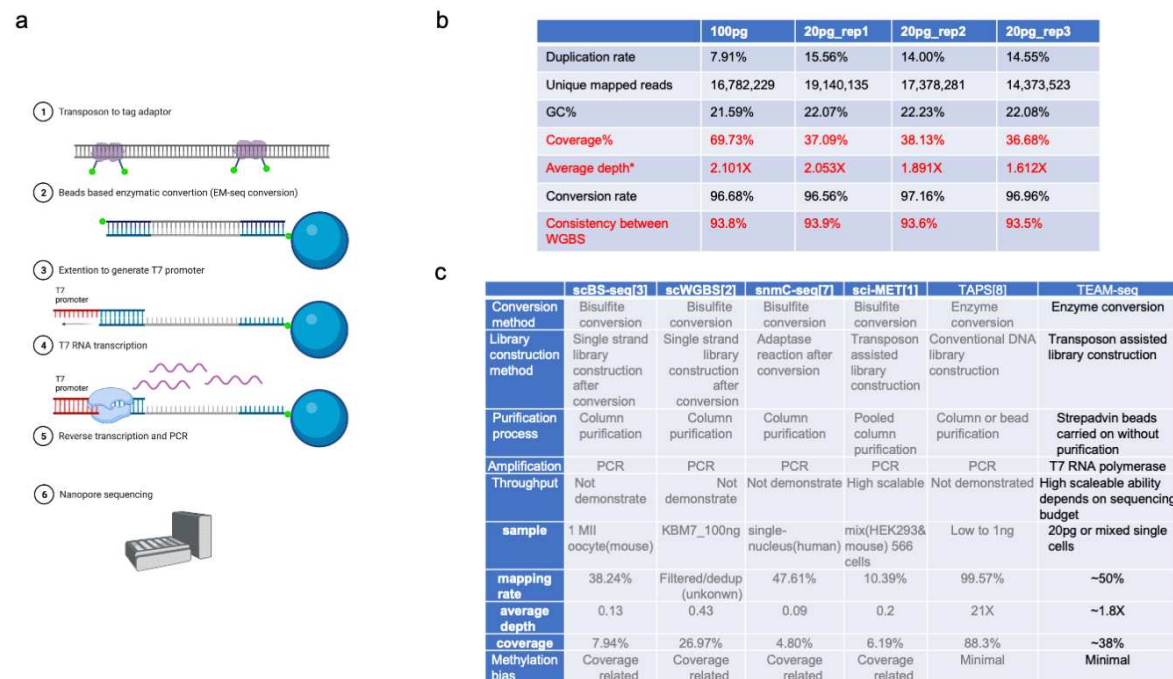 a
1 Transposon to tag adaptor
2 Beads based enzymatic convertion (EM-seq conversion)
3 Extention to generate T7 promoter
T7
promoter
4 T7 RNA transcription
T7
promoter
5 Reverse transcription and PCR
6 Nanopore sequencing
b
100pg 20pg_rep1 20pg_rep2 20pg_rep3
Duplication rate 7.91% 15.56% 14.00% 14.55%
Unique mapped reads 16,782,229 19,140,135 17,378,281 14,373,523
GC% 21.59% 22.07% 22.23% 22.08%
Coverage% 69.73% 37.09% 38.13% 36.68%
Average depth* 2.101X 2.053X 1.891X 1.612X
Conversion rate 96.68% 96.56% 97.16% 96.96%
Consistency between 93.8% 93.9% 93.6% 93.5%
WGBS
c
scBS-seq[3] scWGBS[2] snmC-seq[7] sci-MET[1] TAPS[8] TEAM-seq
Conversion Bisulfite Bisulfite Bisulfite Bisulfite Enzyme Enzyme conversion
method conversion conversion conversion conversion conversion
Library Single strand Single strand Adaptase Transposon Conventional DNA Transposon assisted
construction library library reaction after assisted library library construction
method construction construction conversion library construction
after after construction
conversion conversion
Purification Column Column Column Pooled Column or bead Strepadvin beads
process purification purification purification column purification carried on without
purification purification
Amplification PCR PCR PCR PCR PCR T7 RNA polymerase
Throughput Not Not Not demonstrate High scalable Not demonstrated High scaleable ability
demonstrate demonstrate depends on sequencing
budget
sample 1 MII KBM7_100ng single- mix(HEK293& Low to 1ng 20pg or mixed single
oocyte(mouse) nucleus(human) mouse) 566 cells
cells
mapping 38.24% Filtered/dedup 47.61% 10.39% 99.57% ~50%
rate (unkonwn)
average 0.13 0.43 0.09 0.2 21X ~1.8X
depth
coverage 7.94% 26.97% 4.80% 6.19% 88.3% ~38%
Methylation Coverage Coverage Coverage Coverage Minimal Minimal
bias related related related related